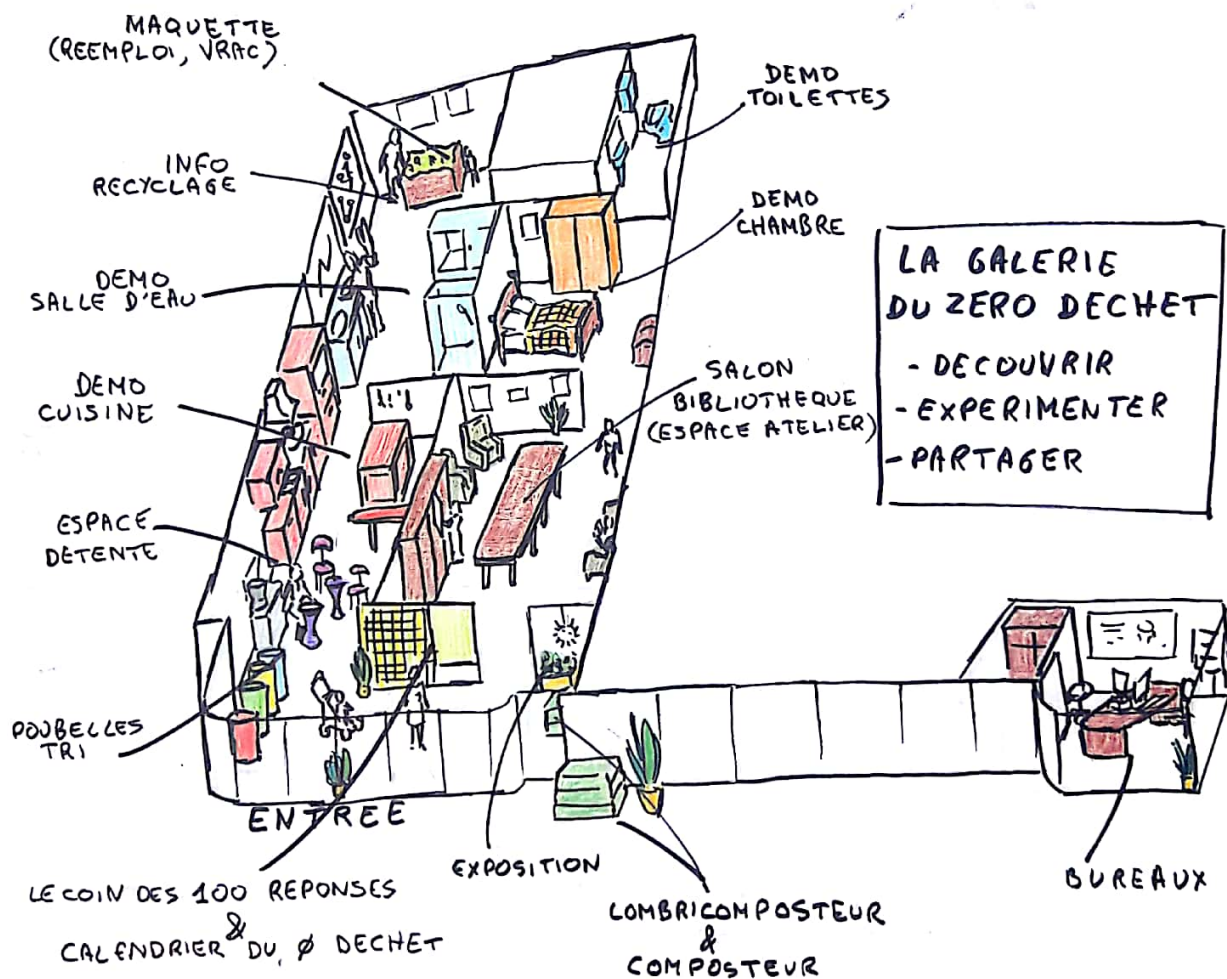 MAQUETTE
(REEMPLOI, VRAC)
DEMO
TOILETTES
INFO
RECYCLAGE
DEMO
CHAMBRE
LA GALERIE
DU ZERO DECHET
- DECOUVRIR
- EXPERIMENTER
- PARTAGER
DEMO
SALLE D'EAU
SALON
BIBLIOTHEQUE
(ESPACE ATELIER)
DEMO
CUISINE
ESPACE
DETENTE
POUBELLES
TRI
ENTREE
LE COIN DES 100 REPONSES
&
CALENDRIER DU Ø DECHET
EXPOSITION
LOMBRICOMPOSTEUR
&
COMPOSTEUR
BUREAUX